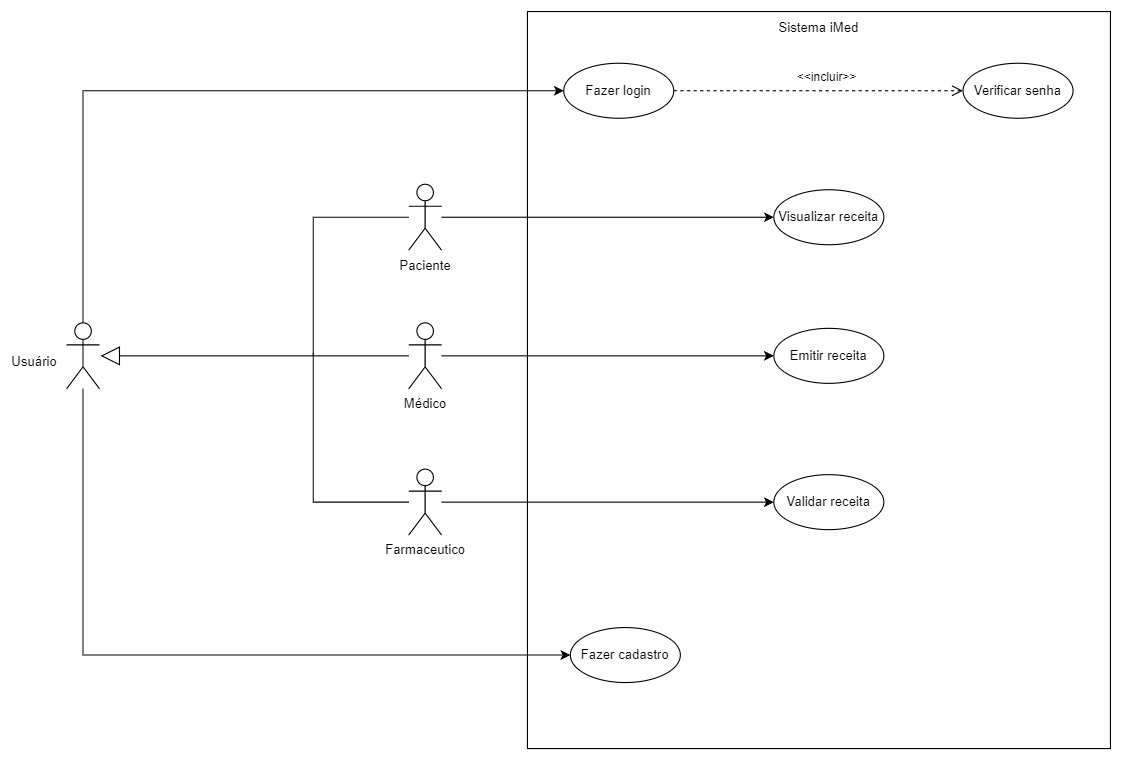 Sistema iMed
Fazer login
<<incluir>>
Verificar senha
Visualizar receita
Paciente
Usuário
Emitir receita
Médico
Validar receita
Farmaceutico
Fazer cadastro